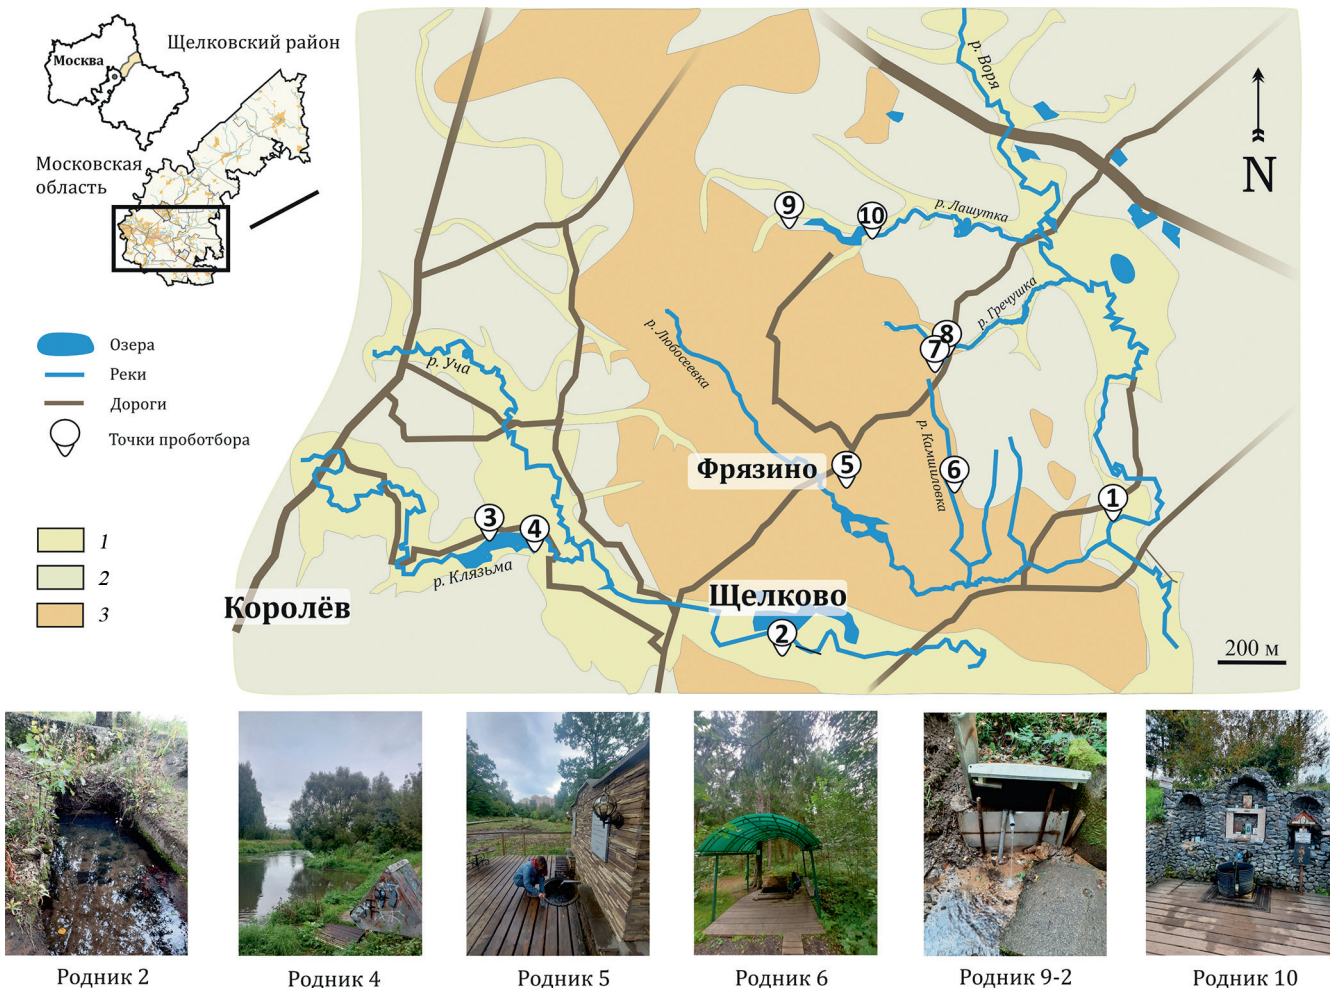 Щелковский район
Москва
Московская
область
Озера
Реки
Дороги
Точки проботбора
1
2
3
р. Воря
N
9
10
р. Лашутка
р. Гречушка
8
7
р. Любосеевка
р. Уча
р. Камшиловка
Фрязино
5
6
1
3
4
р. Клязьма
Королёв
Щелково
2
200 м
Родник 2
Родник 4
Родник 5
Родник 6
Родник 9-2
Родник 10